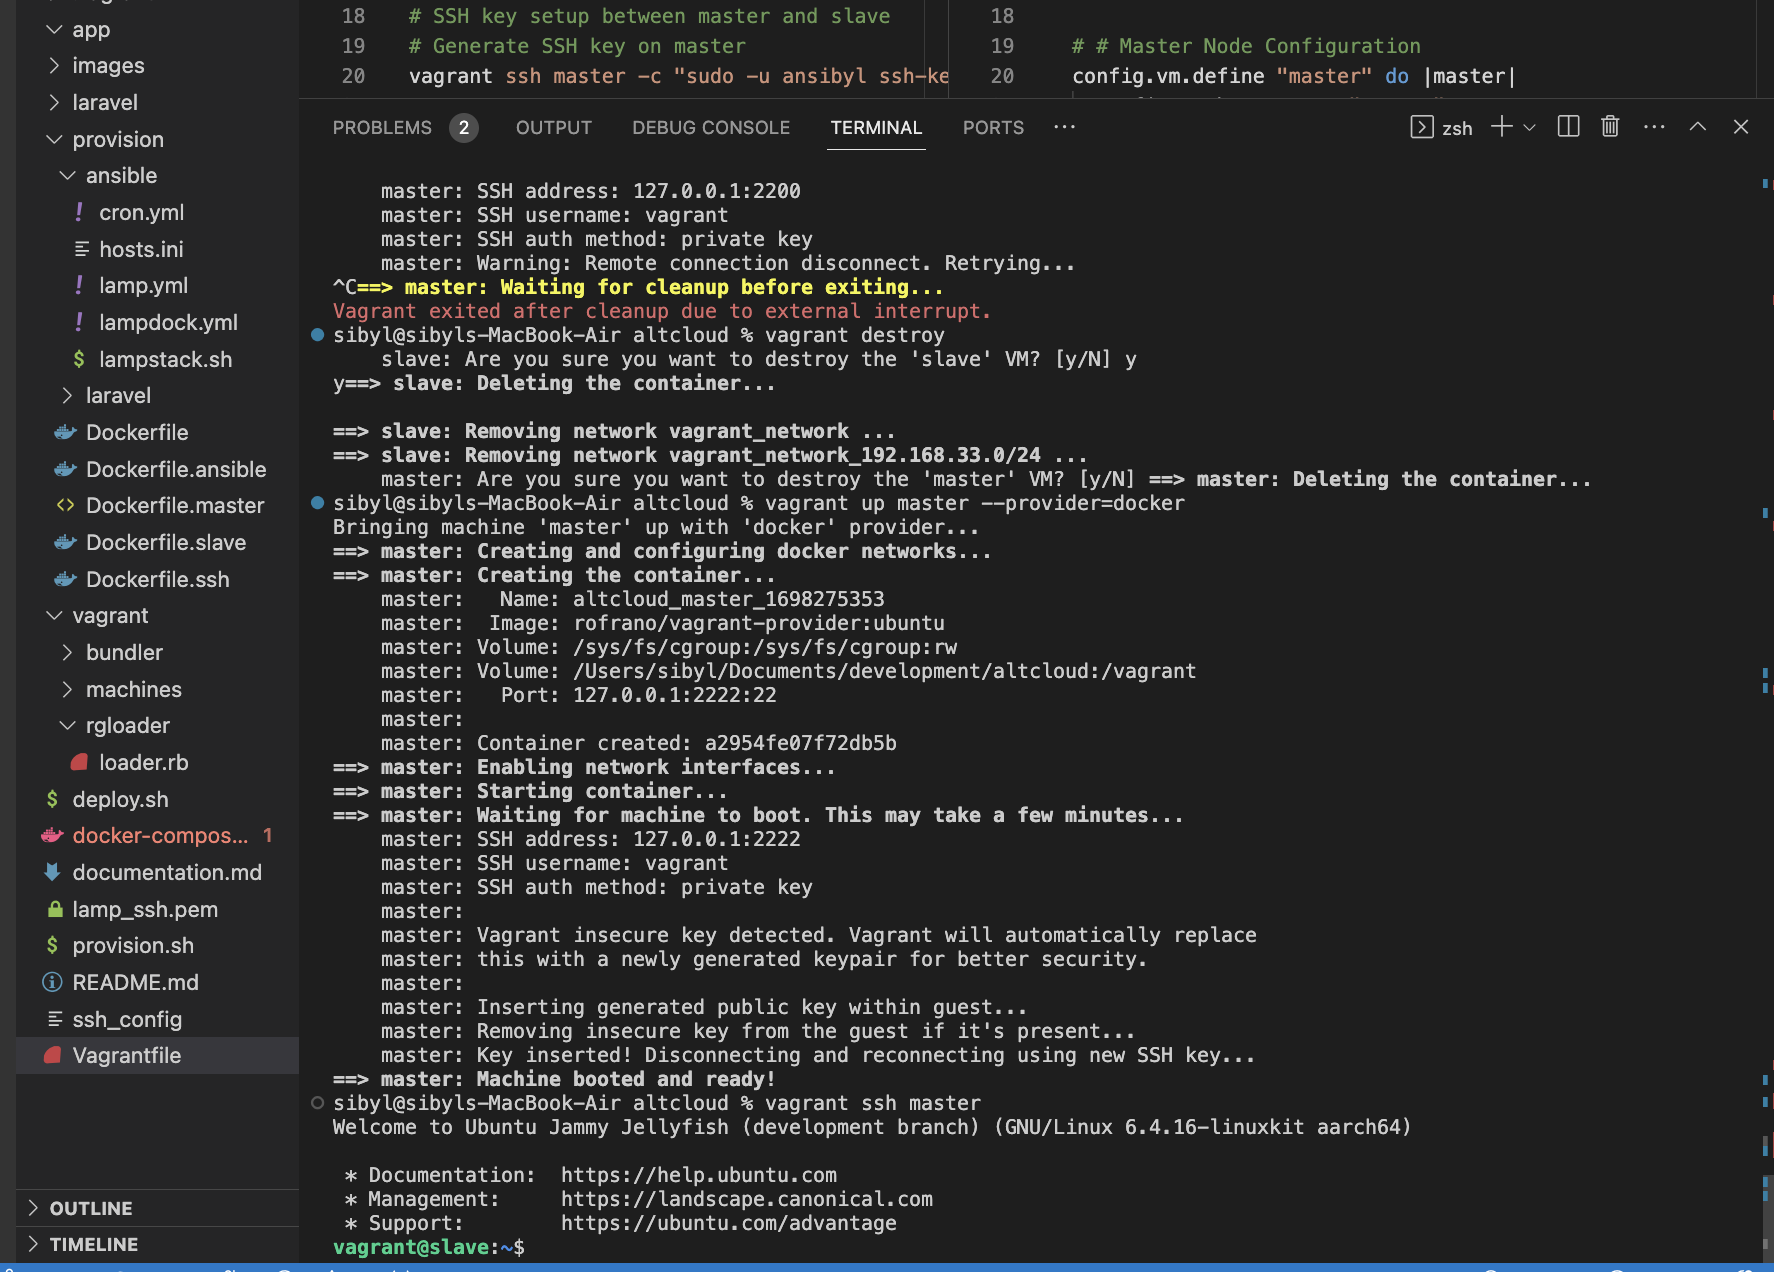 app
images
laravel
provision
ansible
! cron.yml
hosts.ini
! lamp.yml
! lampdock.yml
$ lampstack.sh
laravel
Dockerfile
Dockerfile.ansible
<> Dockerfile.master
Dockerfile.slave
Dockerfile.ssh
vagrant
bundler
machines
rgloader
loader.rb
$ deploy.sh
docker-compos... 1
documentation.md
lamp_ssh.pem
$ provision.sh
README.md
ssh_config
Vagrantfile
OUTLINE
TIMELINE
18 # SSH key setup between master and slave
19 # Generate SSH key on master
20 vagrant ssh master -c "sudo -u ansibyl ssh-ke
18
19 # # Master Node Configuration
20 config.vm.define "master" do |master|
PROBLEMS 2 OUTPUT DEBUG CONSOLE TERMINAL PORTS ...
zsh
master: SSH address: 127.0.0.1:2200
master: SSH username: vagrant
master: SSH auth method: private key
master: Warning: Remote connection disconnect. Retrying...
^C==> master: Waiting for cleanup before exiting...
Vagrant exited after cleanup due to external interrupt.
sibyl@sibyls-MacBook-Air altcloud % vagrant destroy
slave: Are you sure you want to destroy the 'slave' VM? [y/N] y
y==> slave: Deleting the container...
==> slave: Removing network vagrant_network ...
==> slave: Removing network vagrant_network_192.168.33.0/24 ...
master: Are you sure you want to destroy the 'master' VM? [y/N] ==> master: Deleting the container...
sibyl@sibyls-MacBook-Air altcloud % vagrant up master --provider=docker
Bringing machine 'master' up with 'docker' provider...
==> master: Creating and configuring docker networks...
==> master: Creating the container...
master: Name: altcloud_master_1698275353
master: Image: rofrano/vagrant-provider:ubuntu
master: Volume: /sys/fs/cgroup:/sys/fs/cgroup:rw
master: Volume: /Users/sibyl/Documents/development/altcloud:/vagrant
master: Port: 127.0.0.1:2222:22
master:
master: Container created: a2954fe07f72db5b
==> master: Enabling network interfaces...
==> master: Starting container...
==> master: Waiting for machine to boot. This may take a few minutes...
master: SSH address: 127.0.0.1:2222
master: SSH username: vagrant
master: SSH auth method: private key
master:
master: Vagrant insecure key detected. Vagrant will automatically replace
master: this with a newly generated keypair for better security.
master:
master: Inserting generated public key within guest...
master: Removing insecure key from the guest if it's present...
master: Key inserted! Disconnecting and reconnecting using new SSH key...
==> master: Machine booted and ready!
sibyl@sibyls-MacBook-Air altcloud % vagrant ssh master
Welcome to Ubuntu Jammy Jellyfish (development branch) (GNU/Linux 6.4.16-linuxkit aarch64)
* Documentation: https://help.ubuntu.com
* Management: https://landscape.canonical.com
* Support: https://ubuntu.com/advantage
vagrant@slave:~$